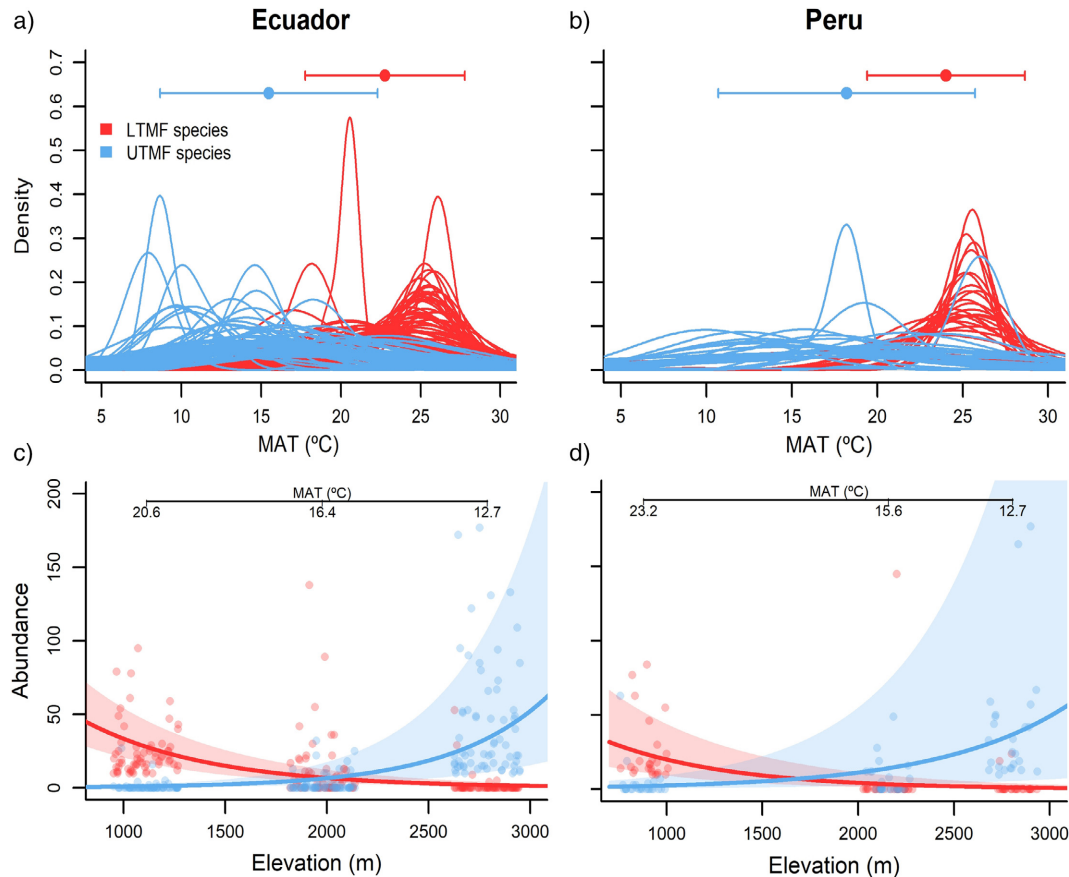 a) Ecuador
b) Peru
0.7
0.6
0.5
0.4
0.3
0.2
0.1
0.0
Density
LTMF species
UTMF species
5 10 15 20 25 30
MAT (ºC)
5 10 15 20 25 30
MAT (ºC)
c)
d)
200
150
100
50
0
Abundance
MAT (ºC)
20.6 16.4 12.7
1000 1500 2000 2500 3000
Elevation (m)
MAT (ºC)
23.2 15.6 12.7
1000 1500 2000 2500 3000
Elevation (m)